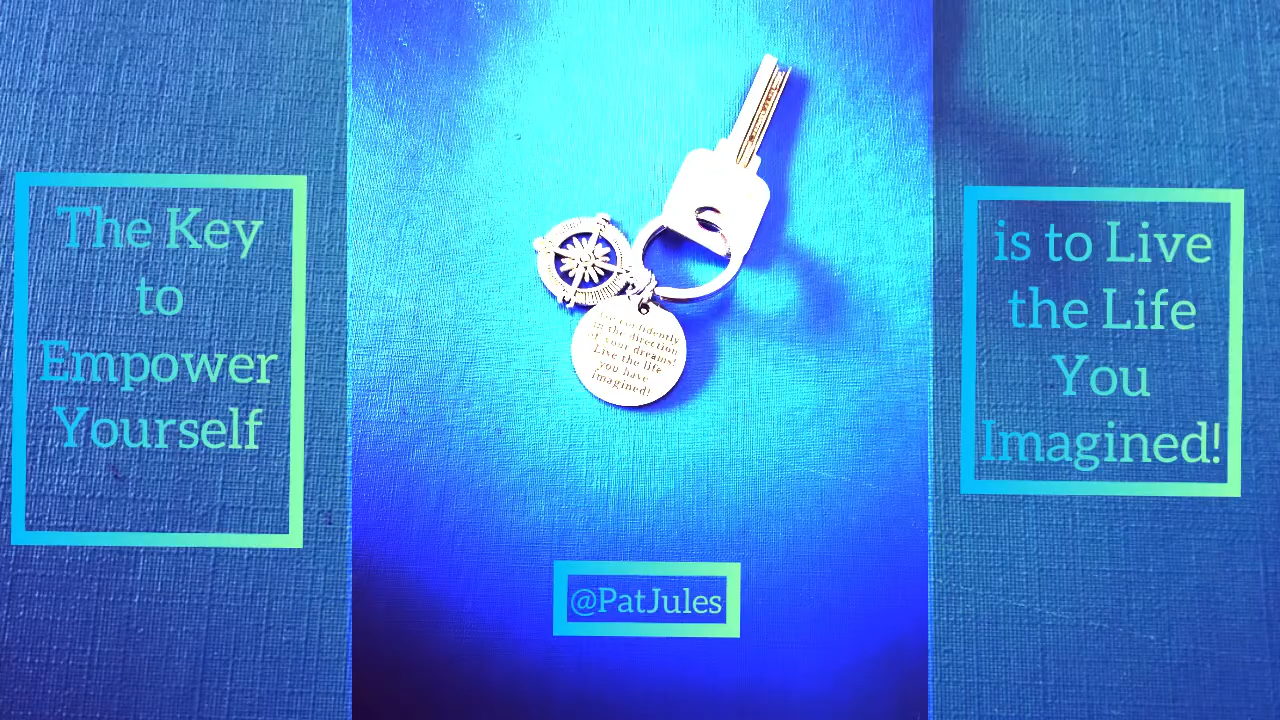 The Key
to
Empower
Yourself
is to Live
the Life
You
Imagined!
confidently
in the direction
of your dreams!
Live the life
you have
imagined!
@PatJules